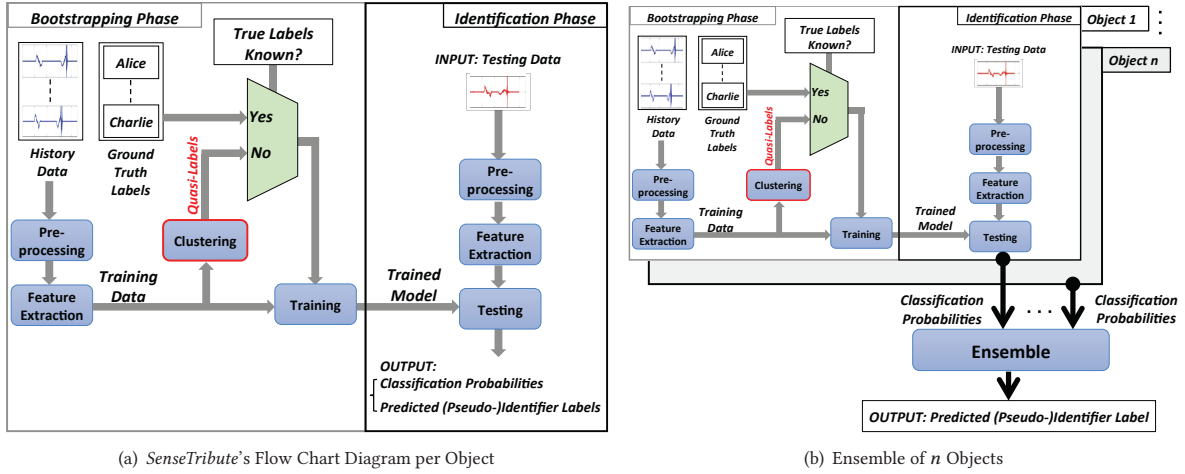 Bootstrapping Phase
Identification Phase
True Labels
Known?
Alice
Charlie
History
Data
Ground
Truth
Labels
Yes
No
Quasi-Labels
INPUT: Testing Data
Pre-
processing
Clustering
Pre-
processing
Feature
Extraction
Feature
Extraction
Training
Data
Training
Trained
Model
Testing
OUTPUT:
Classification Probabilities
Predicted (Pseudo-)Identifier Labels
(a) SenseTribute's Flow Chart Diagram per Object
Bootstrapping Phase
Identification Phase
Object 1
Object n
True Labels
Known?
Alice
Charlie
History
Data
Ground
Truth
Labels
Yes
No
Quasi-Labels
INPUT: Testing Data
Pre-
processing
Pre-
processing
Clustering
Feature
Extraction
Feature
Extraction
Training
Data
Training
Trained
Model
Testing
Classification
Probabilities
. . .
Classification
Probabilities
Ensemble
OUTPUT: Predicted (Pseudo-)Identifier Label
(b) Ensemble of n Objects